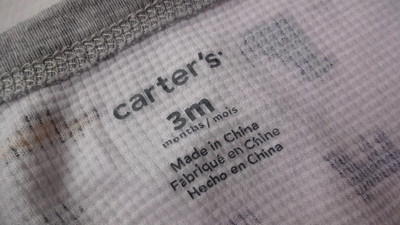 carter's.
3m
months / mois
Made in China
Fabriqué en Chine
Hecho en China